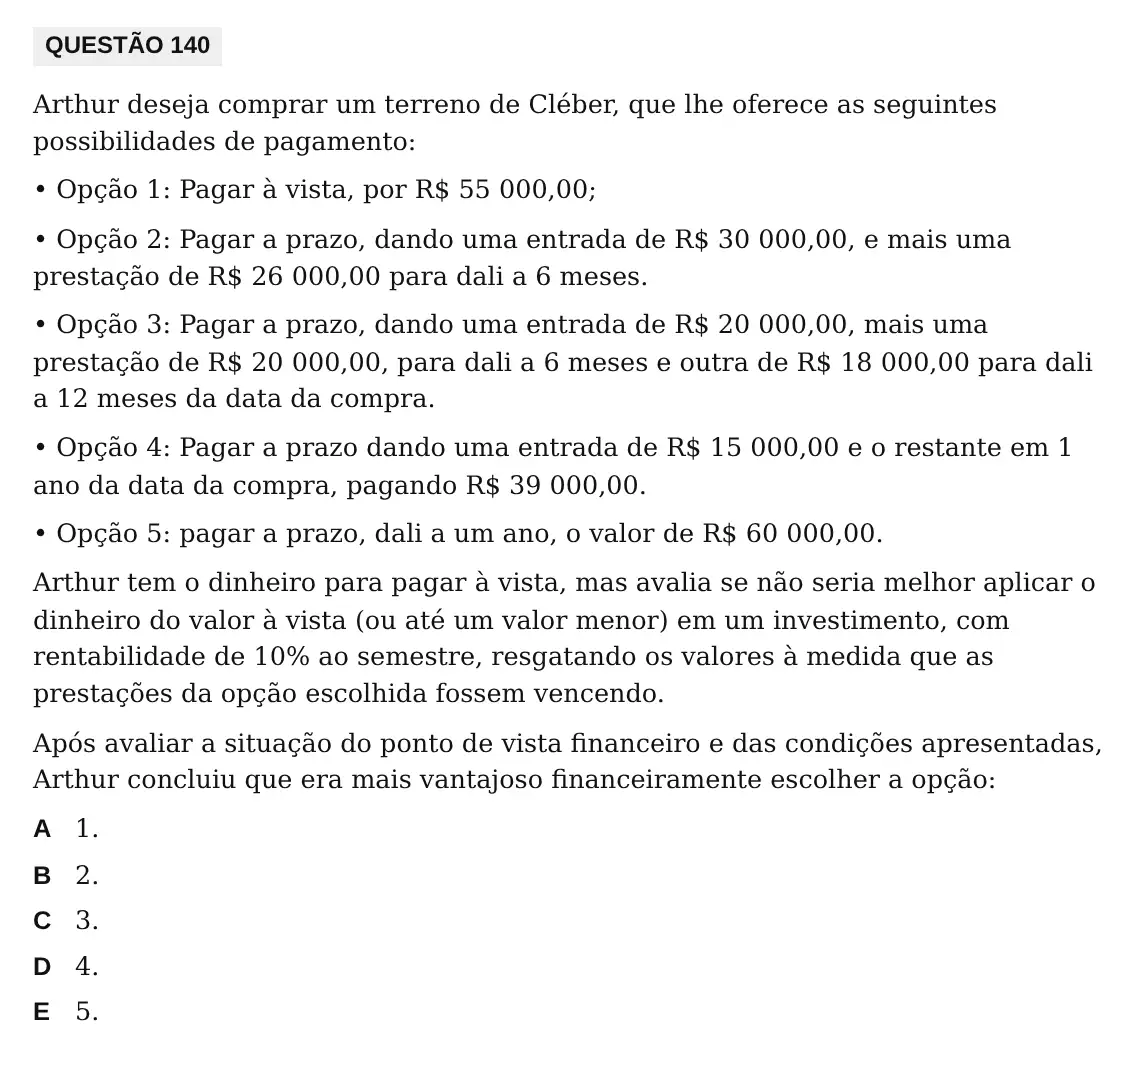 QUESTÃO 140
Arthur deseja comprar um terreno de Cléber, que lhe oferece as seguintes
possibilidades de pagamento:
• Opção 1: Pagar à vista, por R$ 55 000,00;
• Opção 2: Pagar a prazo, dando uma entrada de R$ 30 000,00, e mais uma
prestação de R$ 26 000,00 para dali a 6 meses.
• Opção 3: Pagar a prazo, dando uma entrada de R$ 20 000,00, mais uma
prestação de R$ 20 000,00, para dali a 6 meses e outra de R$ 18 000,00 para dali
a 12 meses da data da compra.
• Opção 4: Pagar a prazo dando uma entrada de R$ 15 000,00 e o restante em 1
ano da data da compra, pagando R$ 39 000,00.
• Opção 5: pagar a prazo, dali a um ano, o valor de R$ 60 000,00.
Arthur tem o dinheiro para pagar à vista, mas avalia se não seria melhor aplicar o
dinheiro do valor à vista (ou até um valor menor) em um investimento, com
rentabilidade de 10% ao semestre, resgatando os valores à medida que as
prestações da opção escolhida fossem vencendo.
Após avaliar a situação do ponto de vista financeiro e das condições apresentadas,
Arthur concluiu que era mais vantajoso financeiramente escolher a opção:
A 1.
B 2.
C 3.
D 4.
E 5.